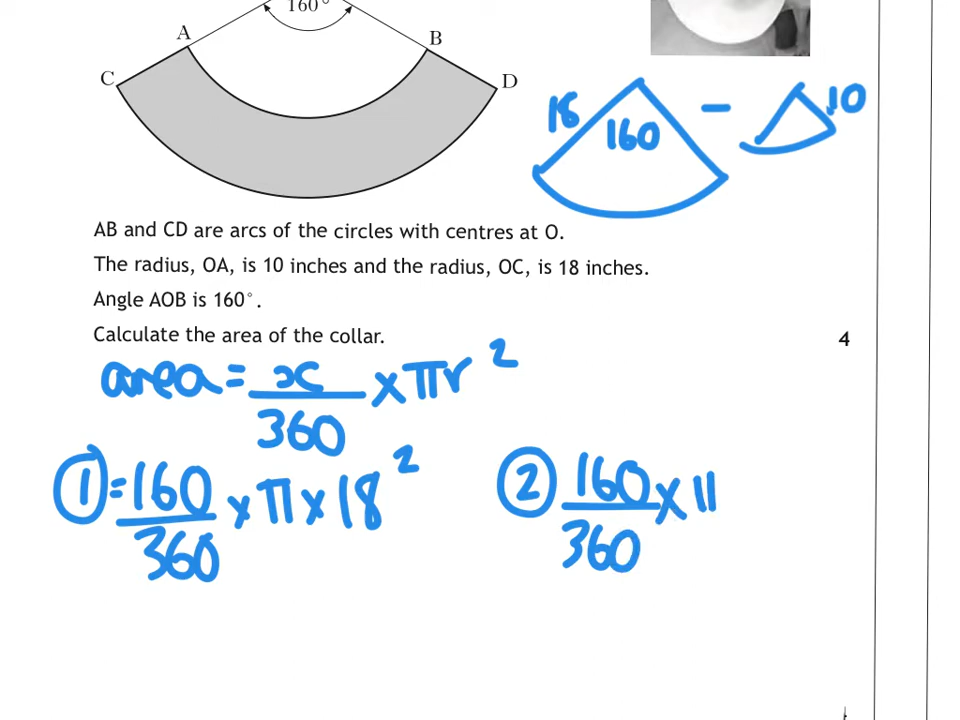 160°
A
B
C
D
18
160
–
10
AB and CD are arcs of the circles with centres at O.
The radius, OA, is 10 inches and the radius, OC, is 18 inches.
Angle AOB is 160°.
Calculate the area of the collar.
4
area = x/360 × πr²
① = 160/360 × π × 18²
② 160/360 × π